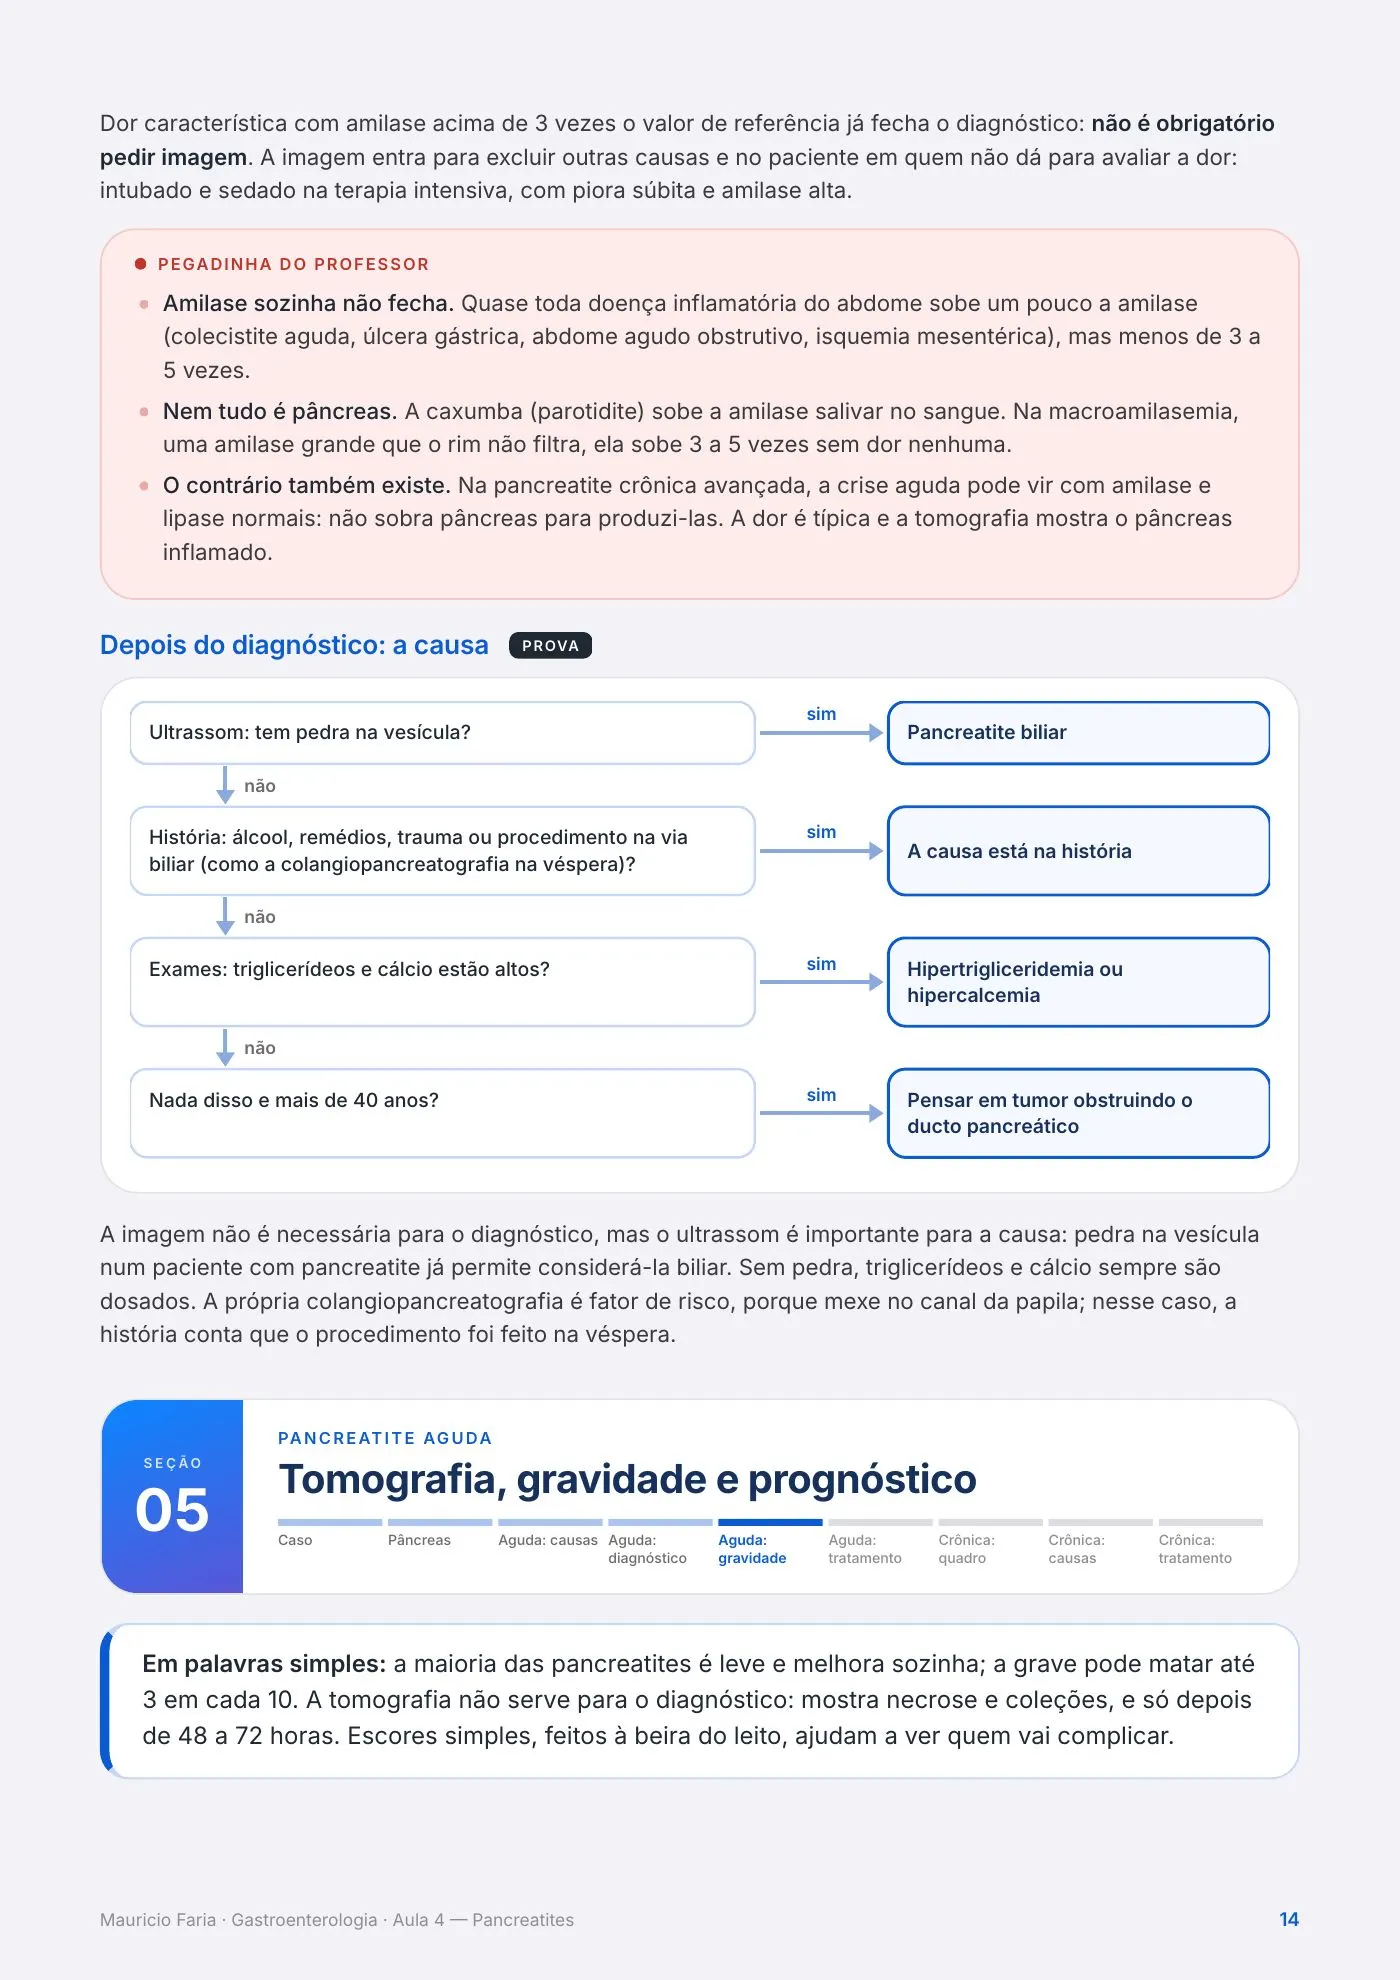 Dor característica com amilase acima de 3 vezes o valor de referência já fecha o diagnóstico: não é obrigatório
pedir imagem. A imagem entra para excluir outras causas e no paciente em quem não dá para avaliar a dor:
intubado e sedado na terapia intensiva, com piora súbita e amilase alta.
PEGADINHA DO PROFESSOR
Amilase sozinha não fecha. Quase toda doença inflamatória do abdome sobe um pouco a amilase
(colecistite aguda, úlcera gástrica, abdome agudo obstrutivo, isquemia mesentérica), mas menos de 3 a
5 vezes.
Nem tudo é pâncreas. A caxumba (parotidite) sobe a amilase salivar no sangue. Na macroamilasemia,
uma amilase grande que o rim não filtra, ela sobe 3 a 5 vezes sem dor nenhuma.
O contrário também existe. Na pancreatite crônica avançada, a crise aguda pode vir com amilase e
lipase normais: não sobra pâncreas para produzi-las. A dor é típica e a tomografia mostra o pâncreas
inflamado.
Depois do diagnóstico: a causa PROVA
Ultrassom: tem pedra na vesícula?
sim
Pancreatite biliar
não
História: álcool, remédios, trauma ou procedimento na via
biliar (como a colangiopancreatografia na véspera)?
sim
A causa está na história
não
Exames: triglicerídeos e cálcio estão altos?
sim
Hipertrigliceridemia ou
hipercalcemia
não
Nada disso e mais de 40 anos?
sim
Pensar em tumor obstruindo o
ducto pancreático
A imagem não é necessária para o diagnóstico, mas o ultrassom é importante para a causa: pedra na vesícula
num paciente com pancreatite já permite considerá-la biliar. Sem pedra, triglicerídeos e cálcio sempre são
dosados. A própria colangiopancreatografia é fator de risco, porque mexe no canal da papila; nesse caso, a
história conta que o procedimento foi feito na véspera.
SEÇÃO
05
PANCREATITE AGUDA
Tomografia, gravidade e prognóstico
Caso
Pâncreas
Aguda: causas
Aguda:
diagnóstico
Aguda:
gravidade
Aguda:
tratamento
Crônica:
quadro
Crônica:
causas
Crônica:
tratamento
Em palavras simples: a maioria das pancreatites é leve e melhora sozinha; a grave pode matar até
3 em cada 10. A tomografia não serve para o diagnóstico: mostra necrose e coleções, e só depois
de 48 a 72 horas. Escores simples, feitos à beira do leito, ajudam a ver quem vai complicar.
Mauricio Faria · Gastroenterologia · Aula 4 — Pancreatites
14